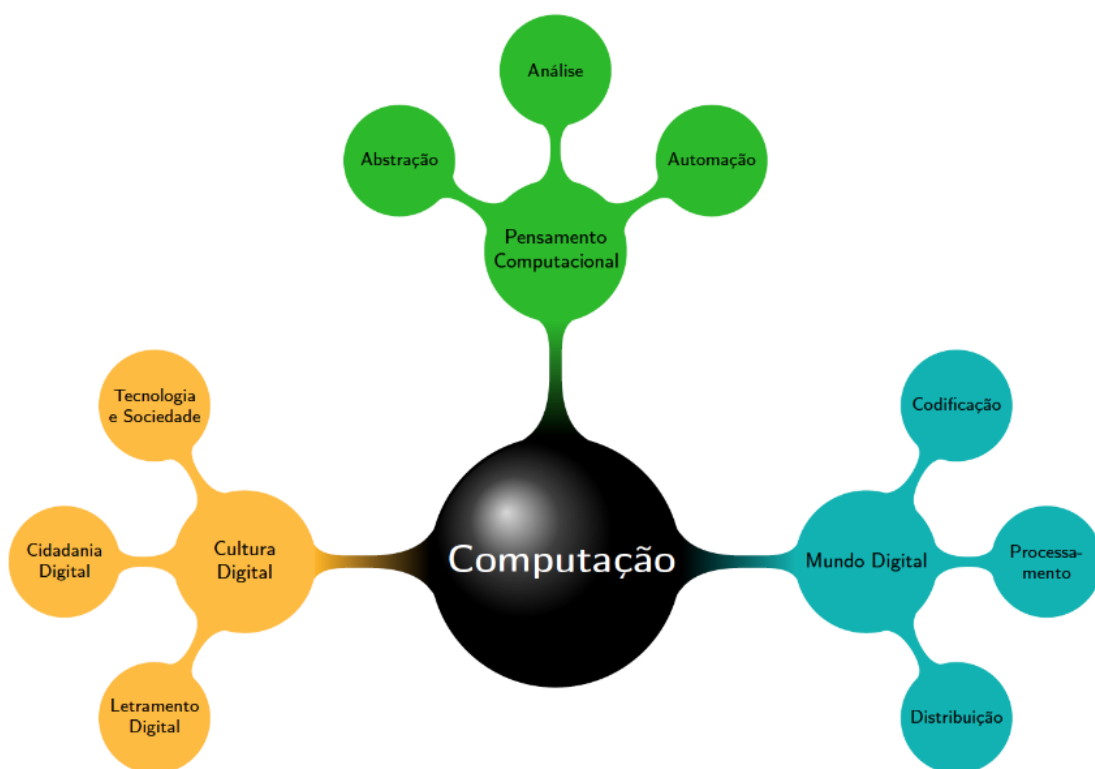 Análise
Abstração
Automação
Pensamento
Computacional
Tecnologia
e Sociedade
Cidadania
Digital
Letramento
Digital
Cultura
Digital
Computação
Mundo Digital
Codificação
Processa-
mento
Distribuição